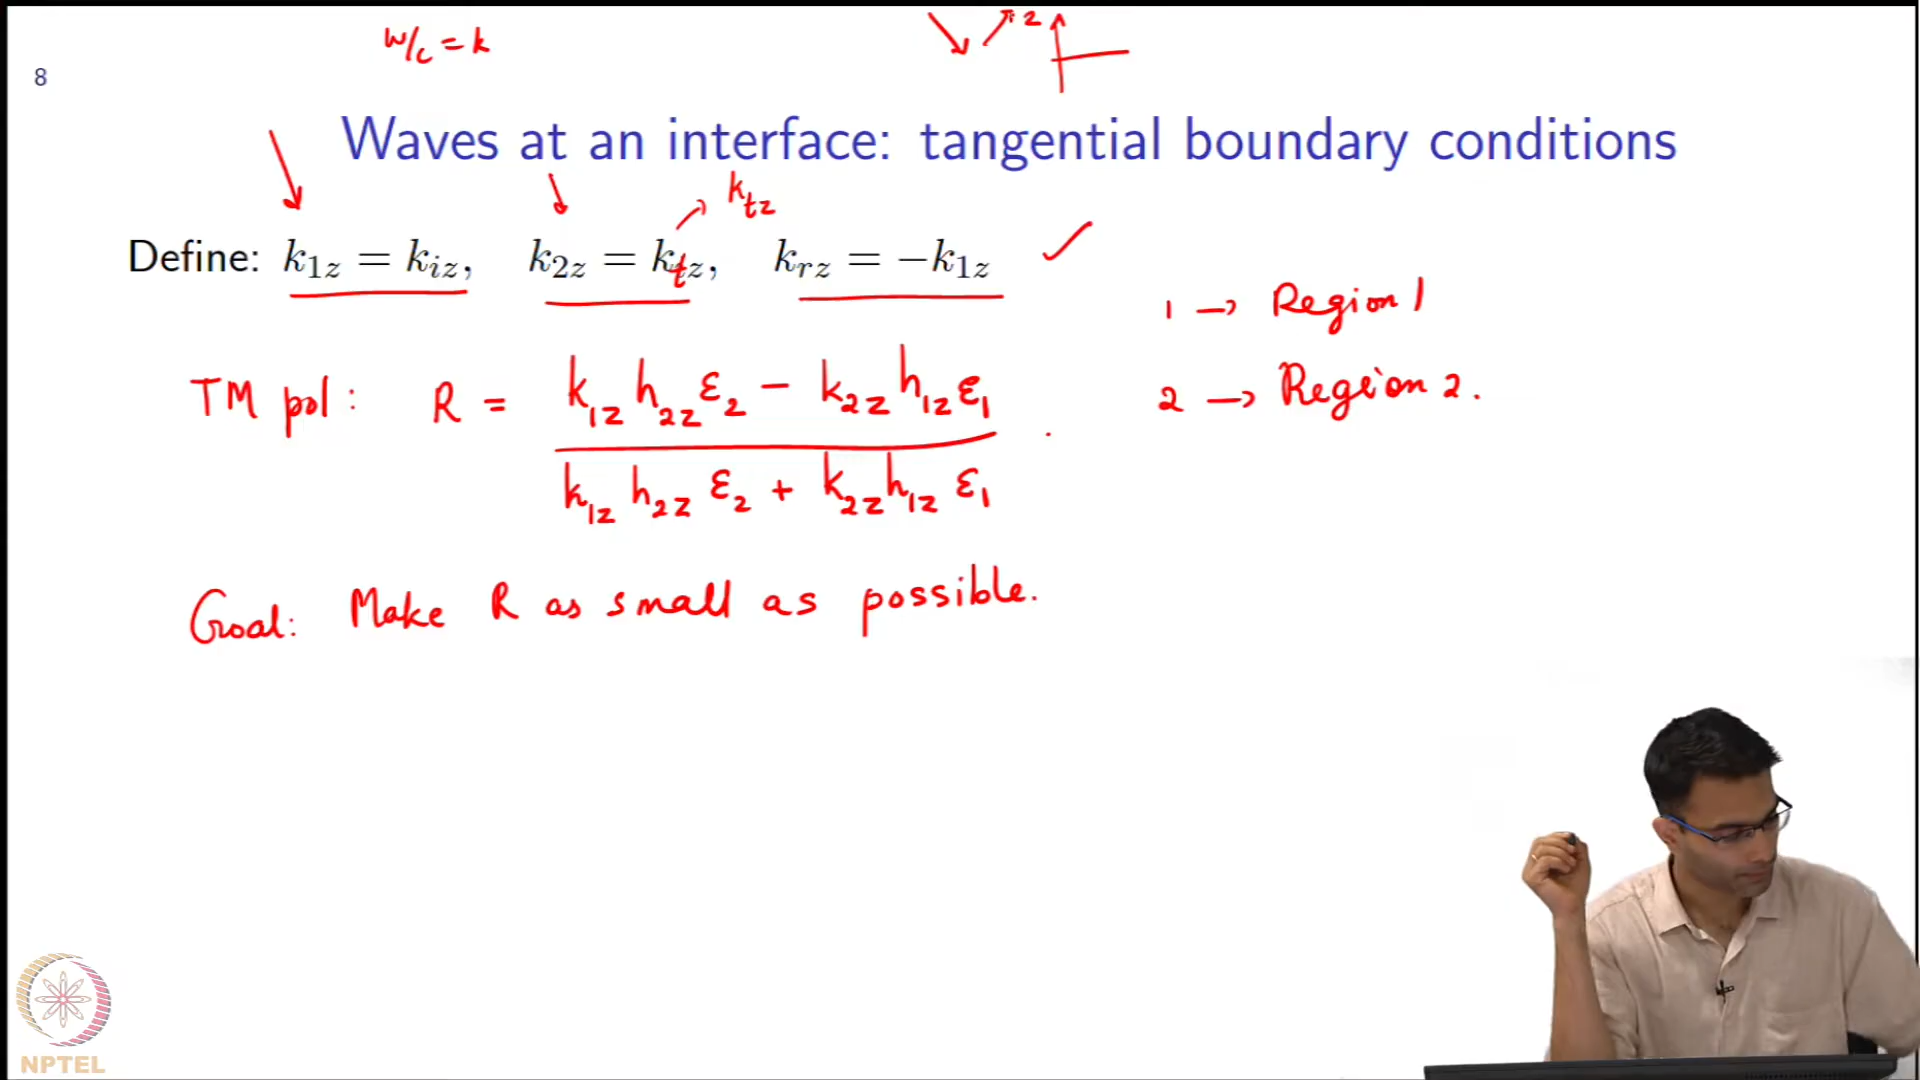 w/c = k
z
8
Waves at an interface: tangential boundary conditions
k_tz
Define: k_1z = k_iz, k_2z = k_tz, k_rz = −k_1z ✓
1 → Region 1
2 → Region 2.
TM pol: R = (k_1z h_2z ε_2 − k_2z h_1z ε_1) / (k_1z h_2z ε_2 + k_2z h_1z ε_1) .
Goal: Make R as small as possible.
NPTEL